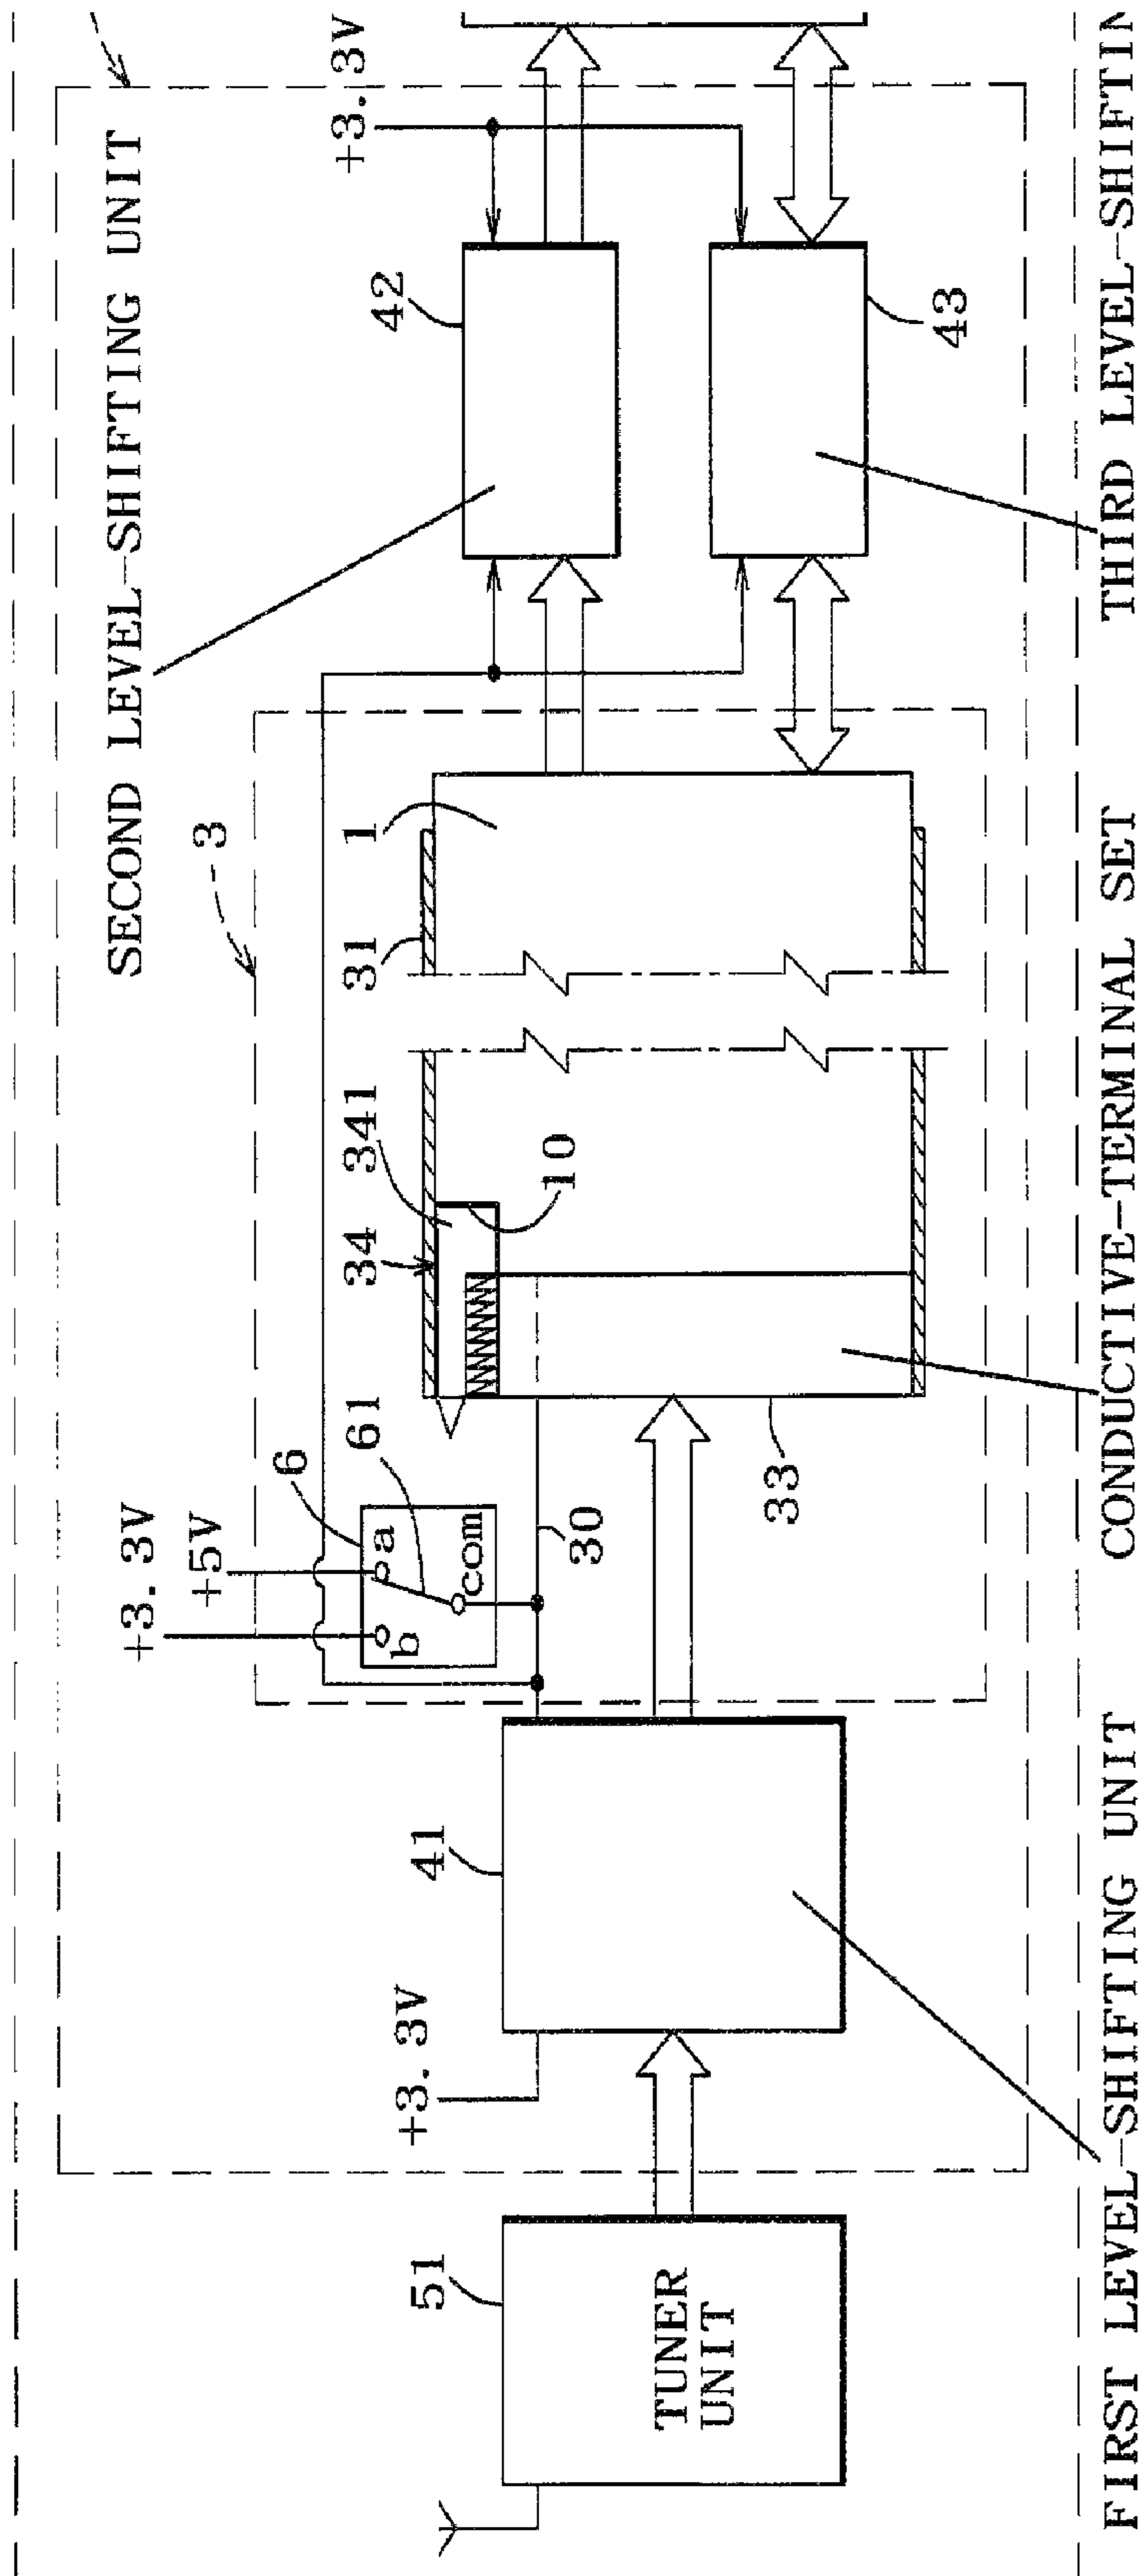 SECOND LEVEL-SHIFTING UNIT
3
+3. 3V
+5V
+3. 3V
6
a
b
com
61
34
341
31
1
42
10
30
+3. 3V
41
51
TUNER
UNIT
33
43
FIRST LEVEL-SHIFTING UNIT
CONDUCTIVE-TERMINAL SET
THIRD LEVEL-SHIFTIN